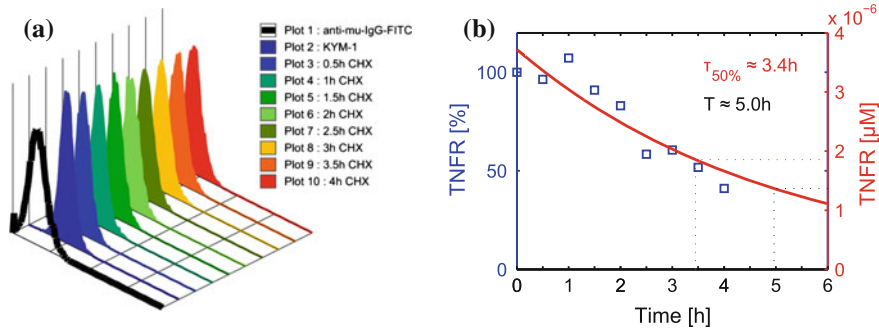 (a)
Plot 1 : anti-mu-IgG-FITC
Plot 2 : KYM-1
Plot 3 : 0.5h CHX
Plot 4 : 1h CHX
Plot 5 : 1.5h CHX
Plot 6 : 2h CHX
Plot 7 : 2.5h CHX
Plot 8 : 3h CHX
Plot 9 : 3.5h CHX
Plot 10 : 4h CHX
(b)
x 10⁻⁶
TNFR [%]
100
50
0
τ50% ≈ 3.4h
T ≈ 5.0h
4
3
2
1
0
TNFR [µM]
0 1 2 3 4 5 6
Time [h]